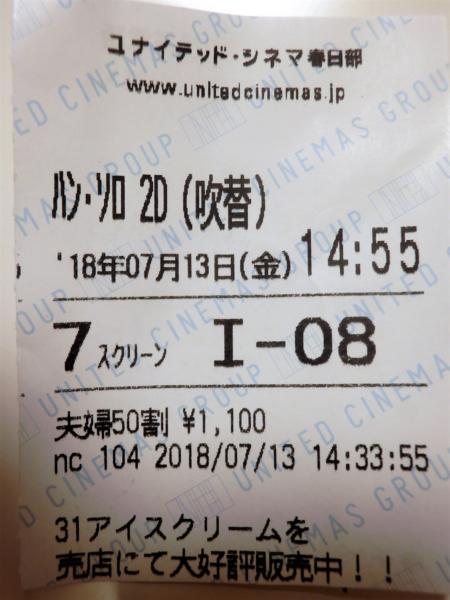 ユナイテッド・シネマ春日部
www.unitedcinemas.jp
ハン・ソロ 2D (吹替)
'18年07月13日(金) 14:55
7 スクリーン I-08
夫婦50割 ¥1,100
nc 104 2018/07/13 14:33:55
31アイスクリームを
売店にて大好評販売中！！
UNITED CINEMAS GROUP